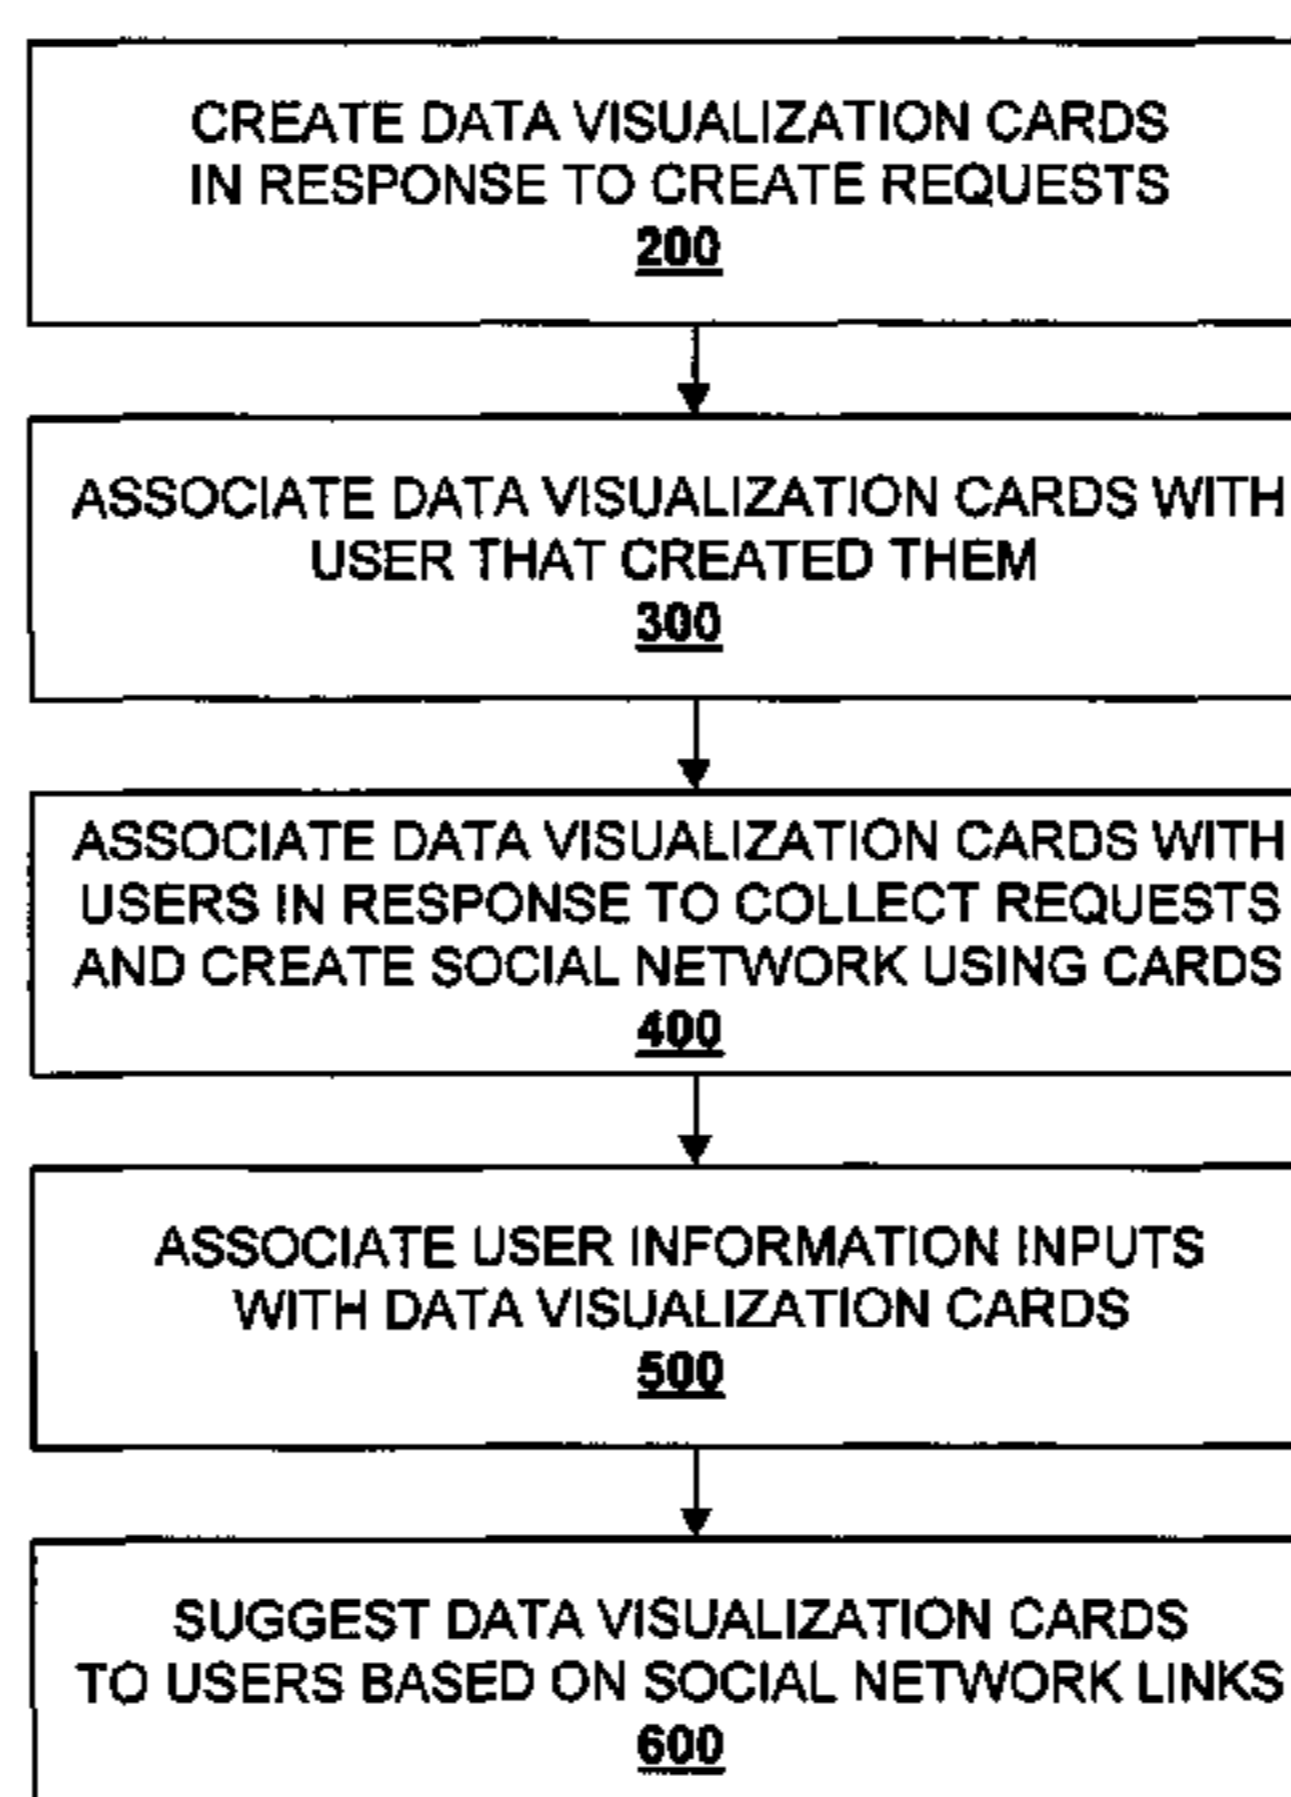 CREATE DATA VISUALIZATION CARDS
IN RESPONSE TO CREATE REQUESTS
200
ASSOCIATE DATA VISUALIZATION CARDS WITH
USER THAT CREATED THEM
300
ASSOCIATE DATA VISUALIZATION CARDS WITH
USERS IN RESPONSE TO COLLECT REQUESTS
AND CREATE SOCIAL NETWORK USING CARDS
400
ASSOCIATE USER INFORMATION INPUTS
WITH DATA VISUALIZATION CARDS
500
SUGGEST DATA VISUALIZATION CARDS
TO USERS BASED ON SOCIAL NETWORK LINKS
600